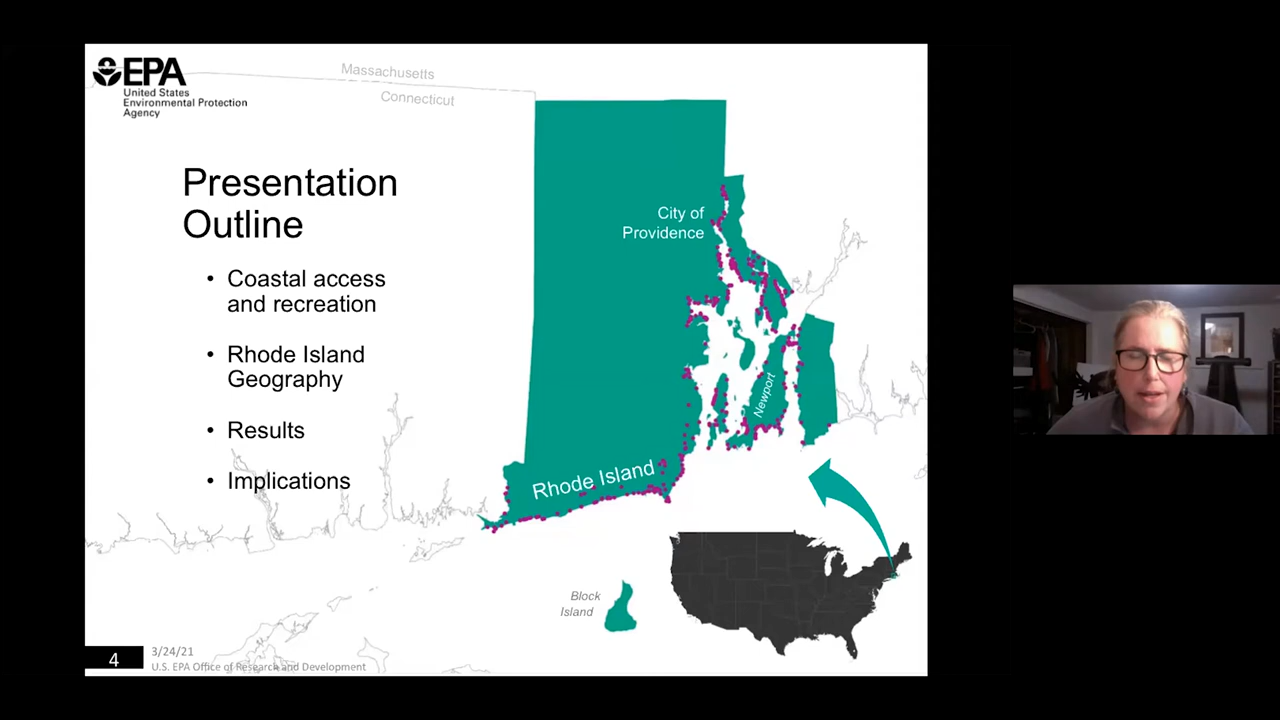 EPA
United States
Environmental Protection
Agency
Massachusetts
Connecticut
Presentation
Outline
• Coastal access
and recreation
• Rhode Island
Geography
• Results
• Implications
City of
Providence
Newport
Rhode Island
Block
Island
4
3/24/21
U.S. EPA Office of Research and Development